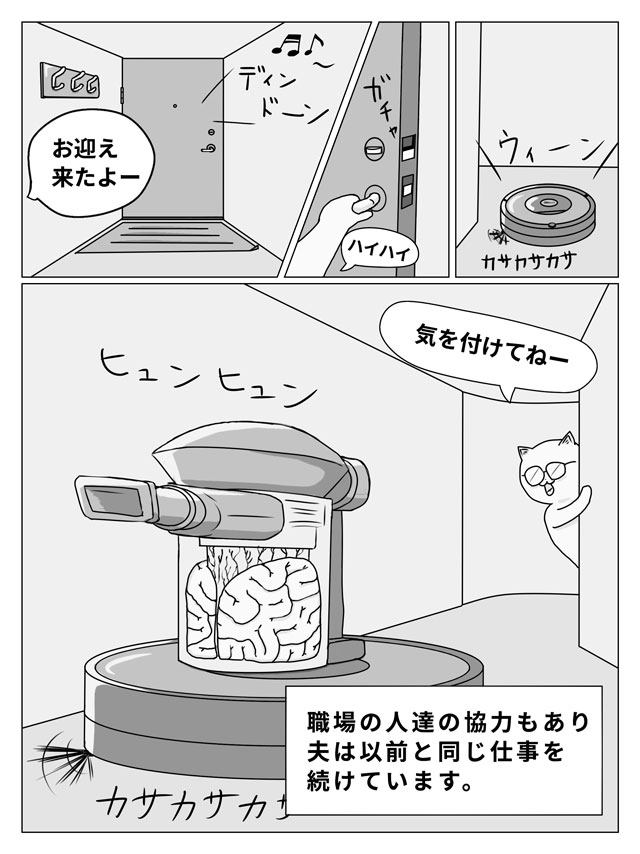 ディン
ドーン
お迎え
来たよー
ガチャ
ハイハイ
ウィーン
カサカサカサ
気を付けてねー
ヒュンヒュン
職場の人達の協力もあり
夫は以前と同じ仕事を
続けています。
カサカサカサ